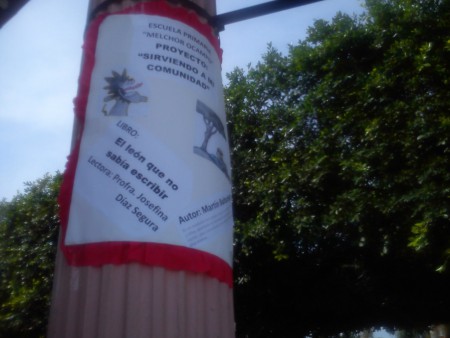 ESCUELA PRIMARIA
"MELCHOR OCAMPO"
PROYECTO:
"SIRVIENDO A MI
COMUNIDAD"
LIBRO:
El león que no
sabía escribir
Lectora: Profra. Josefina
Díaz Segura
Autor: Martin